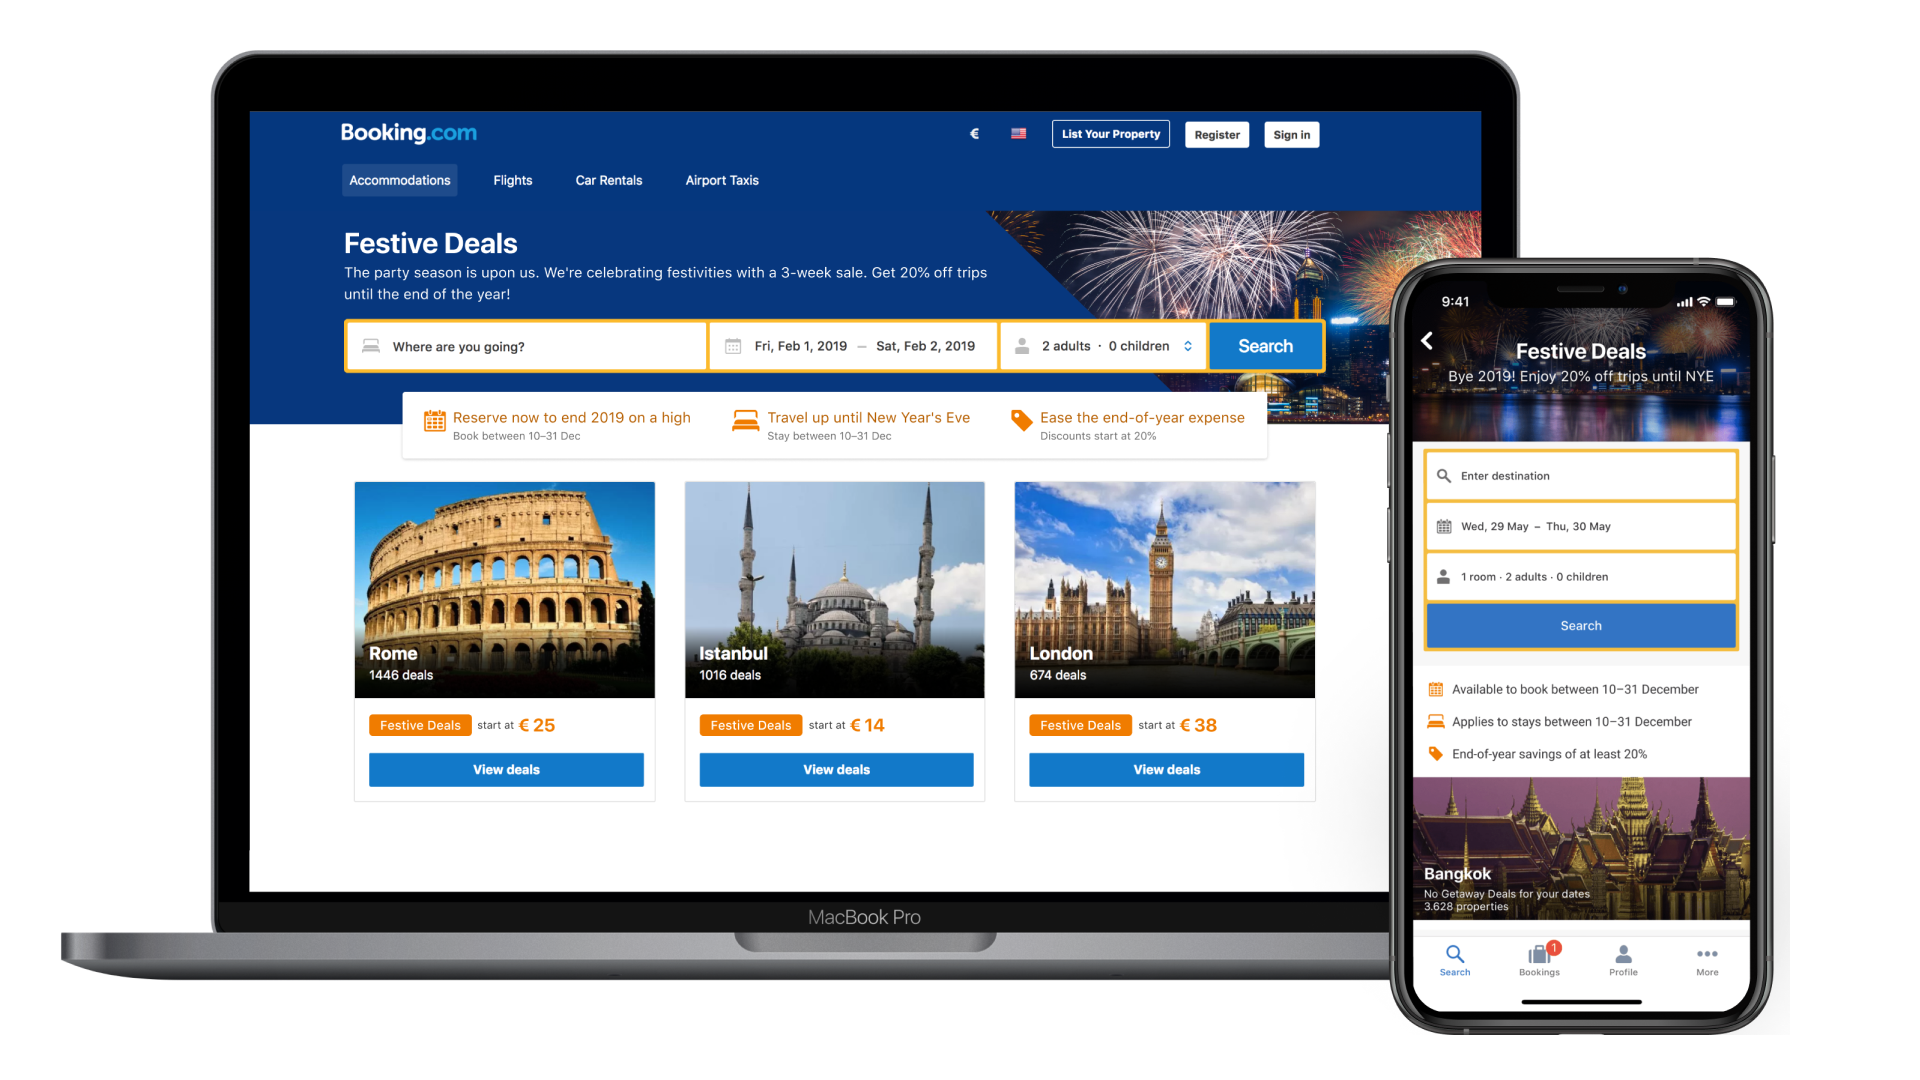 Booking.com
€
List Your Property
Register
Sign in
Accommodations
Flights
Car Rentals
Airport Taxis
Festive Deals
The party season is upon us. We're celebrating festivities with a 3-week sale. Get 20% off trips
until the end of the year!
Where are you going?
Fri, Feb 1, 2019 — Sat, Feb 2, 2019
2 adults · 0 children
Search
Reserve now to end 2019 on a high
Book between 10–31 Dec
Travel up until New Year's Eve
Stay between 10–31 Dec
Ease the end-of-year expense
Discounts start at 20%
Rome
1446 deals
Festive Deals start at € 25
View deals
Istanbul
1016 deals
Festive Deals start at € 14
View deals
London
674 deals
Festive Deals start at € 38
View deals
MacBook Pro
9:41
Festive Deals
Bye 2019! Enjoy 20% off trips until NYE
Enter destination
Wed, 29 May – Thu, 30 May
1 room · 2 adults · 0 children
Search
Available to book between 10–31 December
Applies to stays between 10–31 December
End-of-year savings of at least 20%
Bangkok
No Getaway Deals for your dates
3.628 properties
1
Search
Bookings
Profile
More